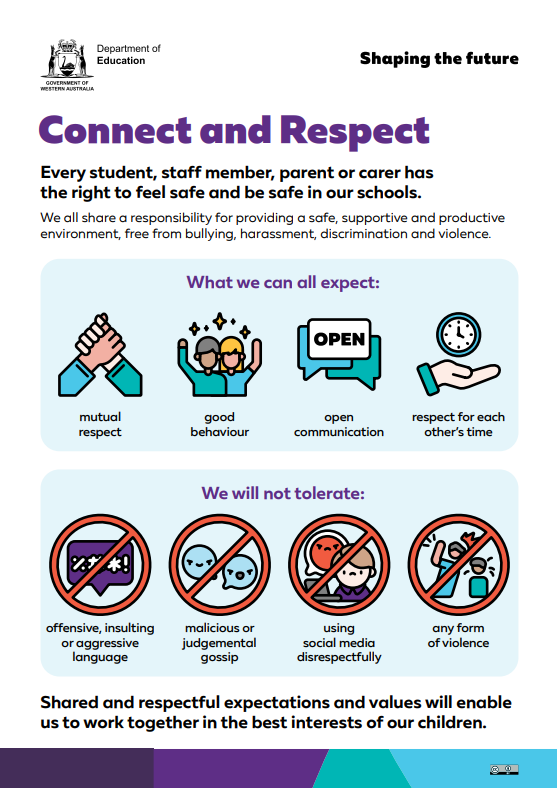 Department of
Education
GOVERNMENT OF
WESTERN AUSTRALIA
Shaping the future
Connect and Respect
Every student, staff member, parent or carer has
the right to feel safe and be safe in our schools.
We all share a responsibility for providing a safe, supportive and productive
environment, free from bullying, harassment, discrimination and violence.
What we can all expect:
OPEN
mutual
respect
good
behaviour
open
communication
respect for each
other's time
We will not tolerate:
%*#!
offensive, insulting
or aggressive
language
malicious or
judgemental
gossip
using
social media
disrespectfully
any form
of violence
Shared and respectful expectations and values will enable
us to work together in the best interests of our children.